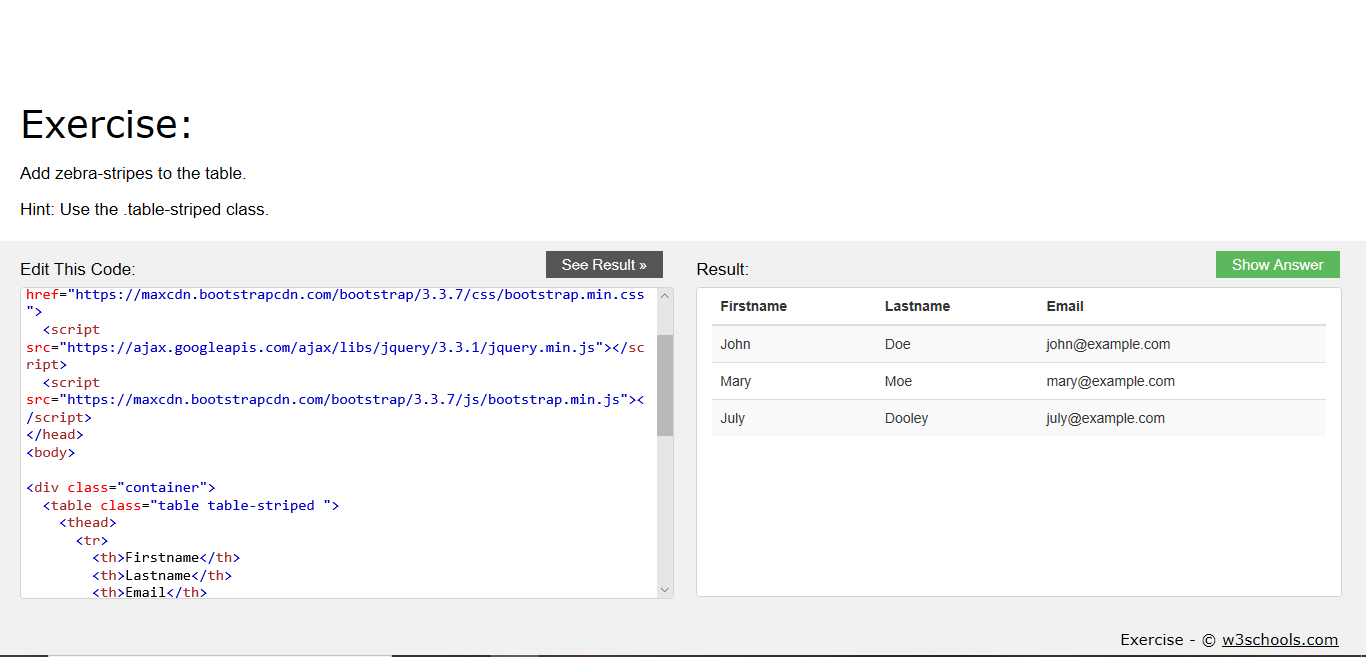 Exercise:
Add zebra-stripes to the table.
Hint: Use the .table-striped class.
Edit This Code:
See Result »
href="https://maxcdn.bootstrapcdn.com/bootstrap/3.3.7/css/bootstrap.min.css
">
<script
src="https://ajax.googleapis.com/ajax/libs/jquery/3.3.1/jquery.min.js"></sc
ript>
<script
src="https://maxcdn.bootstrapcdn.com/bootstrap/3.3.7/js/bootstrap.min.js"><
/script>
</head>
<body>
<div class="container">
<table class="table table-striped ">
<thead>
<tr>
<th>Firstname</th>
<th>Lastname</th>
<th>Email</th>
Result:
Show Answer
Firstname Lastname Email
John Doe john@example.com
Mary Moe mary@example.com
July Dooley july@example.com
Exercise - © w3schools.com